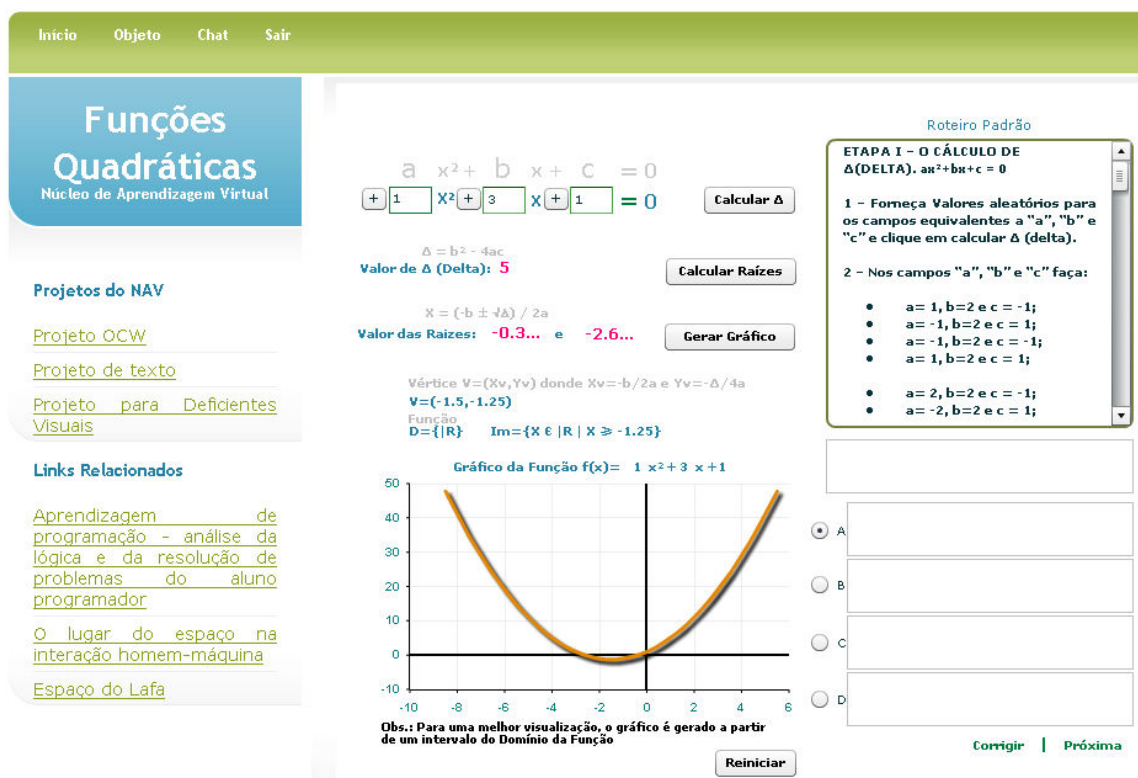 Início Objeto Chat Sair
Funções
Quadráticas
Núcleo de Aprendizagem Virtual
Projetos do NAV
Projeto OCW
Projeto de texto
Projeto para Deficientes
Visuais
Links Relacionados
Aprendizagem de
programação - análise da
lógica e da resolução de
problemas do aluno
programador
O lugar do espaço na
interação homem-máquina
Espaço do Lafa
a x² + b x + c = 0
+ 1 X² + 3 X + 1 = 0
Calcular Δ
Δ = b² - 4ac
Valor de Δ (Delta): 5
Calcular Raízes
X = (-b ± √Δ) / 2a
Valor das Raizes: -0.3... e -2.6...
Gerar Gráfico
Vértice V=(Xv,Yv) donde Xv=-b/2a e Yv=-Δ/4a
V=(-1.5,-1.25)
Função
D={|R} Im={X Є |R | X ⩾ -1.25}
Gráfico da Função f(x)= 1 x² + 3 x + 1
50
40
30
20
10
0
-10
-10 -8 -6 -4 -2 0 2 4 6
Obs.: Para uma melhor visualização, o gráfico é gerado a partir
de um intervalo do Domínio da Função
Reiniciar
Roteiro Padrão
ETAPA I - O CÁLCULO DE
Δ(DELTA). ax²+bx+c = 0
1 - Forneça Valores aleatórios para
os campos equivalentes a "a", "b" e
"c" e clique em calcular Δ (delta).
2 - Nos campos "a", "b" e "c" faça:
• a= 1, b=2 e c = -1;
• a= -1, b=2 e c = 1;
• a= -1, b=2 e c = -1;
• a= 1, b=2 e c = 1;
• a= 2, b=2 e c = -1;
• a= -2, b=2 e c = 1;
A
B
C
D
Corrigir | Próxima